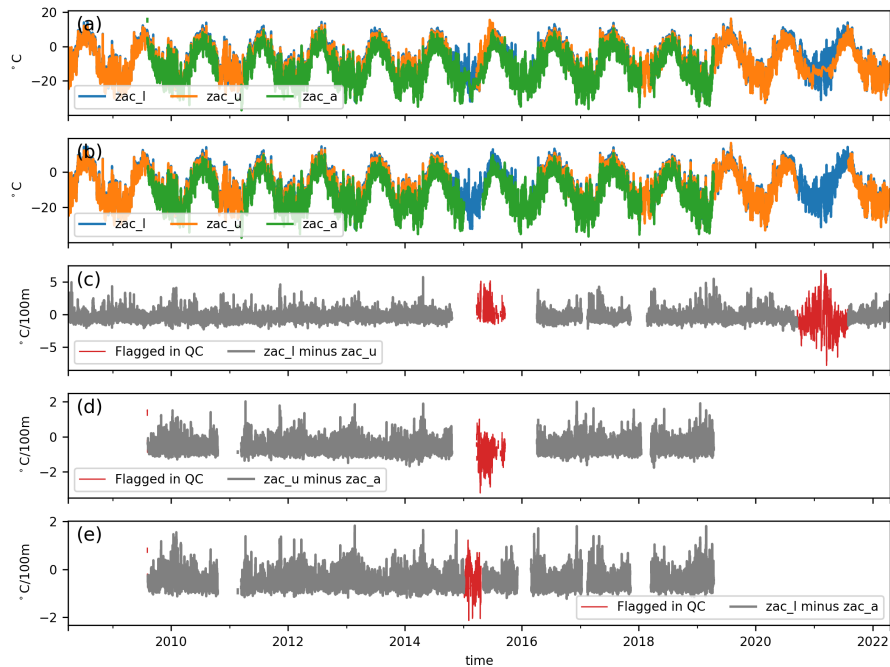 (a)
20
0
−20
°C
zac_l zac_u zac_a
(b)
0
−20
°C
zac_l zac_u zac_a
(c)
5
0
−5
°C/100m
Flagged in QC zac_l minus zac_u
(d)
2
0
−2
°C/100m
Flagged in QC zac_u minus zac_a
(e)
2
0
−2
°C/100m
Flagged in QC zac_l minus zac_a
2010 2012 2014 2016 2018 2020 2022
time